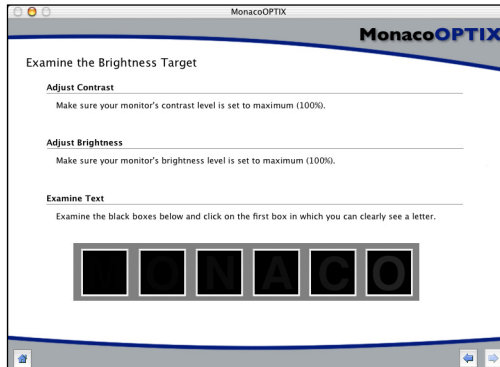 MonacoOPTIX
MonacoOPTIX
Examine the Brightness Target
Adjust Contrast
Make sure your monitor's contrast level is set to maximum (100%).
Adjust Brightness
Make sure your monitor's brightness level is set to maximum (100%).
Examine Text
Examine the black boxes below and click on the first box in which you can clearly see a letter.
M O N A C O